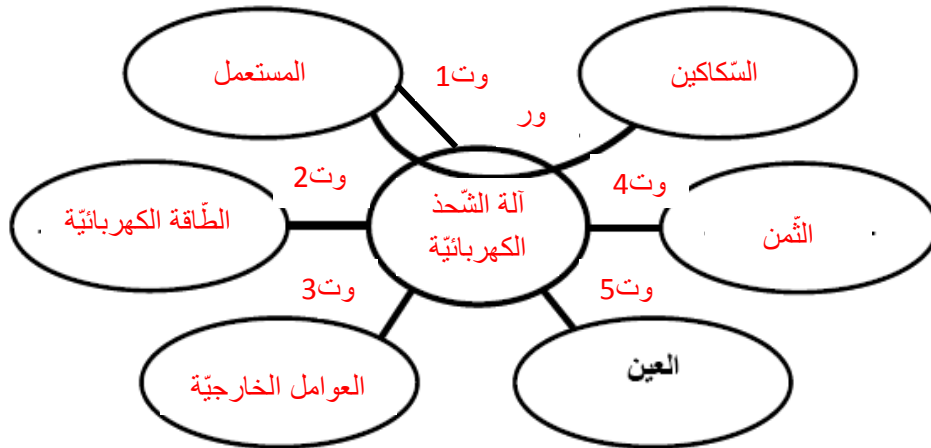 السّكاكين
المستعمل
وت1
ور
وت2
وت4
آلة الشّحذ
الكهربائيّة
الثّمن
الطّاقة الكهربائيّة
وت3
وت5
العين
العوامل الخارجيّة